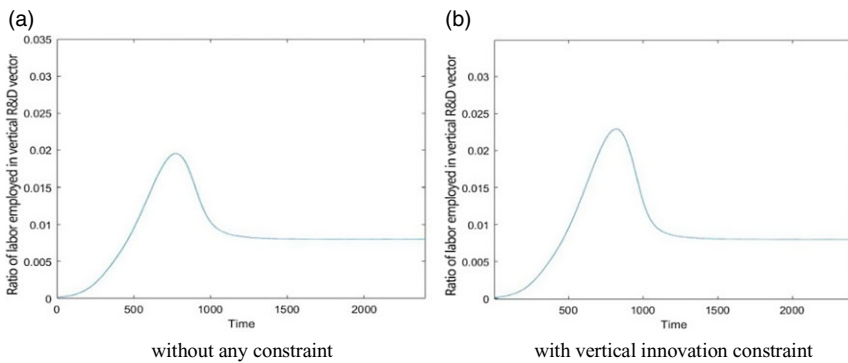 (a)
Ratio of labor employed in vertical R&D vector
0.035
0.03
0.025
0.02
0.015
0.01
0.005
0
0 500 1000 1500 2000
Time
without any constraint
(b)
Ratio of labor employed in vertical R&D vector
0.03
0.025
0.02
0.015
0.01
0.005
0
500 1000 1500 2000
Time
with vertical innovation constraint